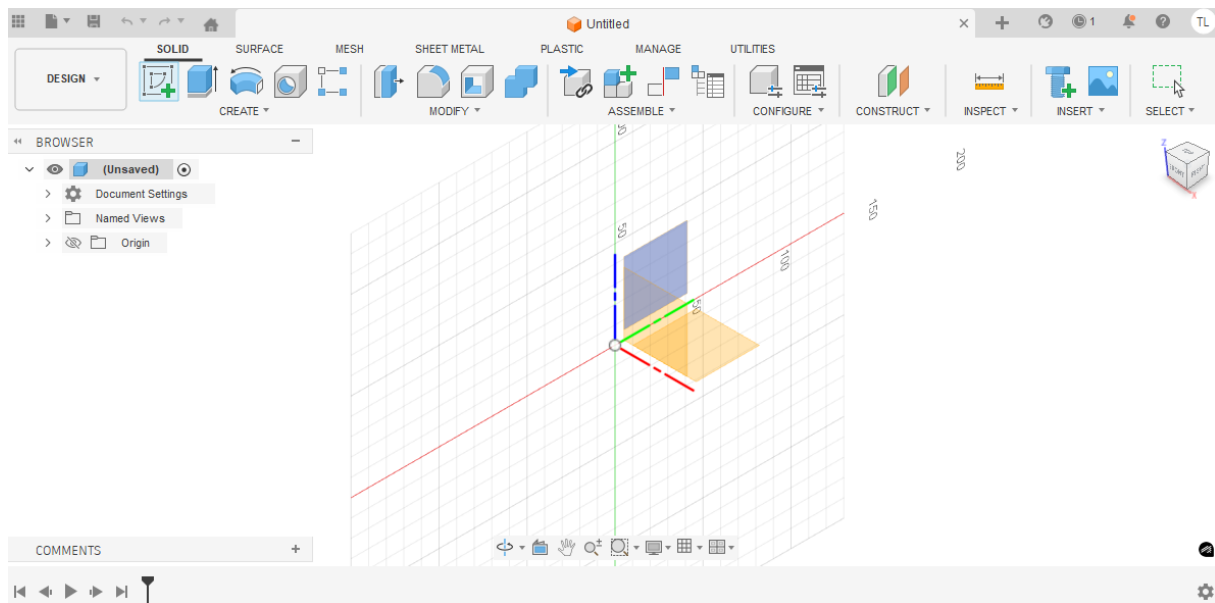 Untitled
1
TL
DESIGN
SOLID SURFACE MESH SHEET METAL PLASTIC MANAGE UTILITIES
CREATE MODIFY ASSEMBLE CONFIGURE CONSTRUCT INSPECT INSERT SELECT
BROWSER
(Unsaved)
Document Settings
Named Views
Origin
50
50
100
150
200
Z
X
COMMENTS